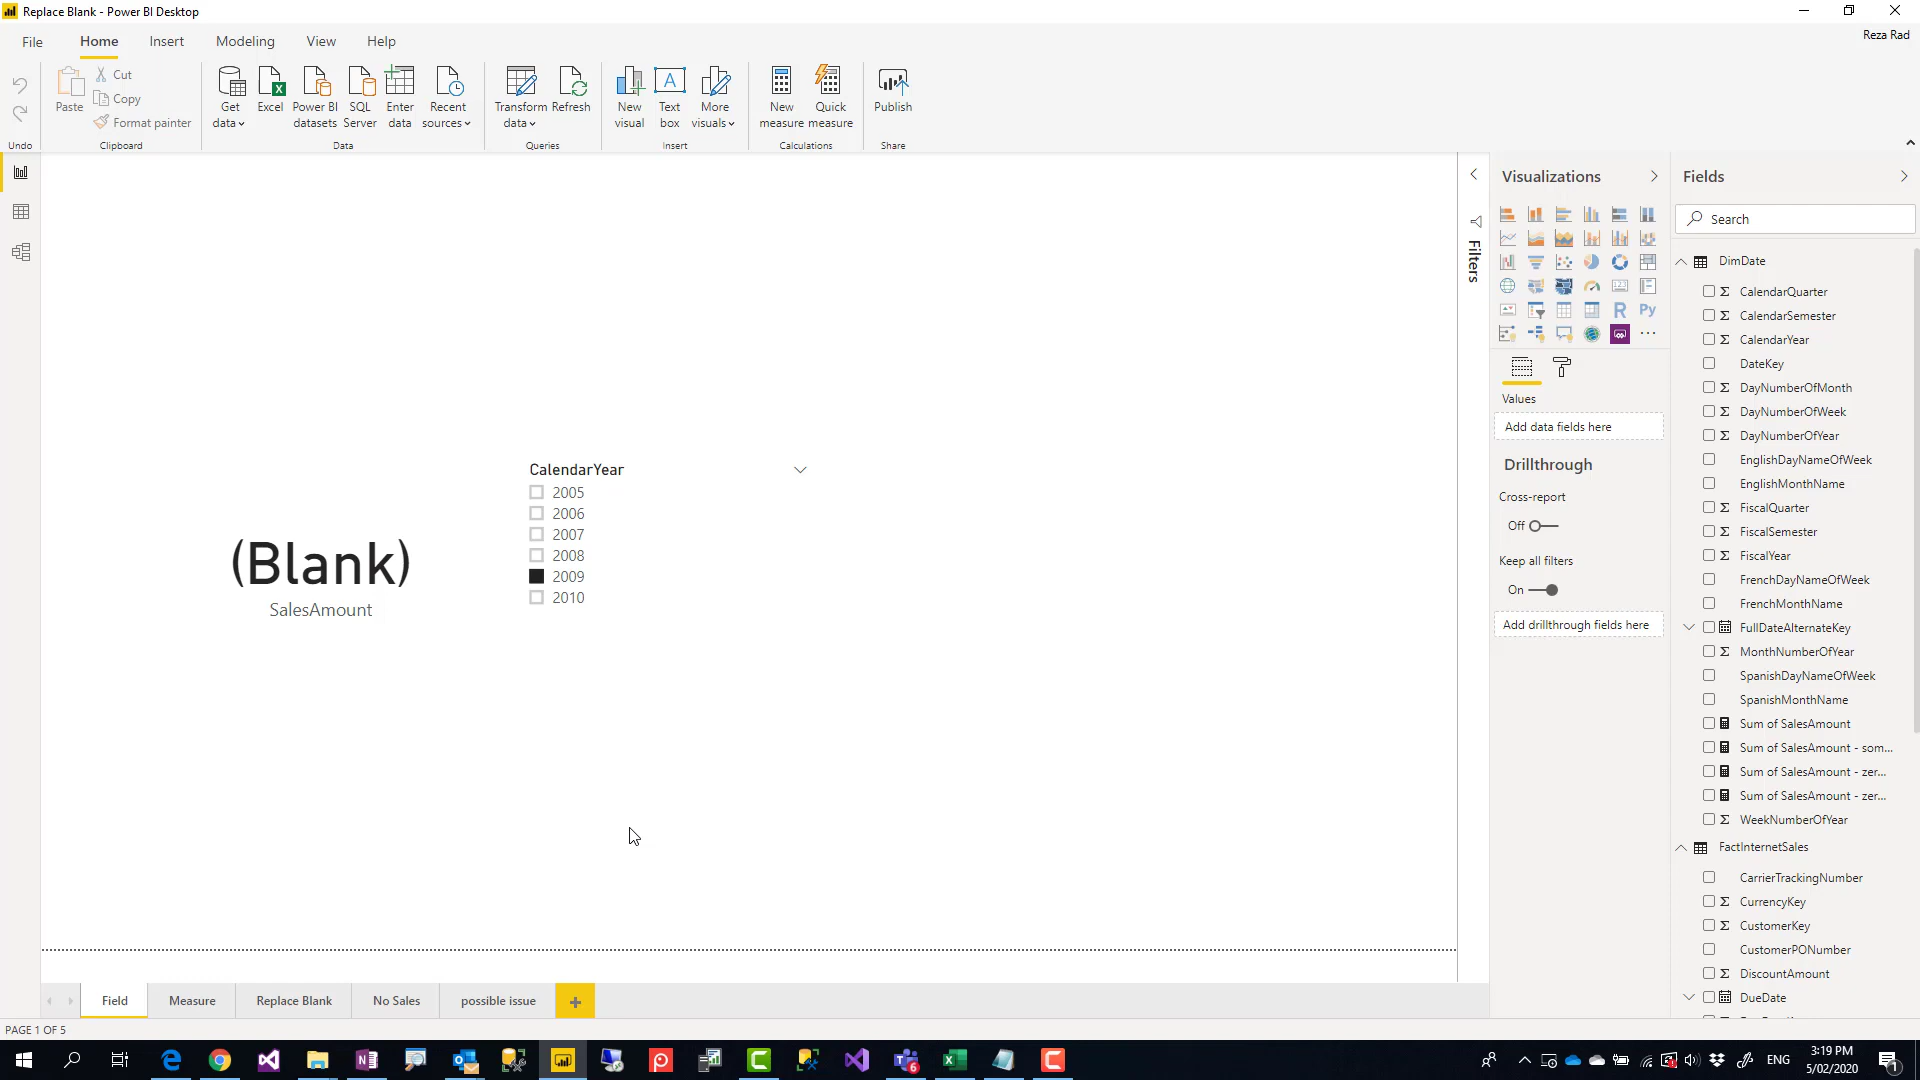 Replace Blank - Power BI Desktop
Reza Rad
File Home Insert Modeling View Help
Paste
Cut
Copy
Format painter
Get data
Excel
Power BI datasets
SQL Server
Enter data
Recent sources
Transform data
Refresh
New visual
Text box
More visuals
New measure
Quick measure
Publish
Undo
Clipboard
Data
Queries
Insert
Calculations
Share
(Blank)
SalesAmount
CalendarYear
2005
2006
2007
2008
2009
2010
Filters
Visualizations
R
Py
Values
Add data fields here
Drillthrough
Cross-report
Off
Keep all filters
On
Add drillthrough fields here
Fields
Search
DimDate
CalendarQuarter
CalendarSemester
CalendarYear
DateKey
DayNumberOfMonth
DayNumberOfWeek
DayNumberOfYear
EnglishDayNameOfWeek
EnglishMonthName
FiscalQuarter
FiscalSemester
FiscalYear
FrenchDayNameOfWeek
FrenchMonthName
FullDateAlternateKey
MonthNumberOfYear
SpanishDayNameOfWeek
SpanishMonthName
Sum of SalesAmount
Sum of SalesAmount - som...
Sum of SalesAmount - zer...
Sum of SalesAmount - zer...
WeekNumberOfYear
FactInternetSales
CarrierTrackingNumber
CurrencyKey
CustomerKey
CustomerPONumber
DiscountAmount
DueDate
Field
Measure
Replace Blank
No Sales
possible issue
PAGE 1 OF 5
ENG
3:19 PM
5/02/2020